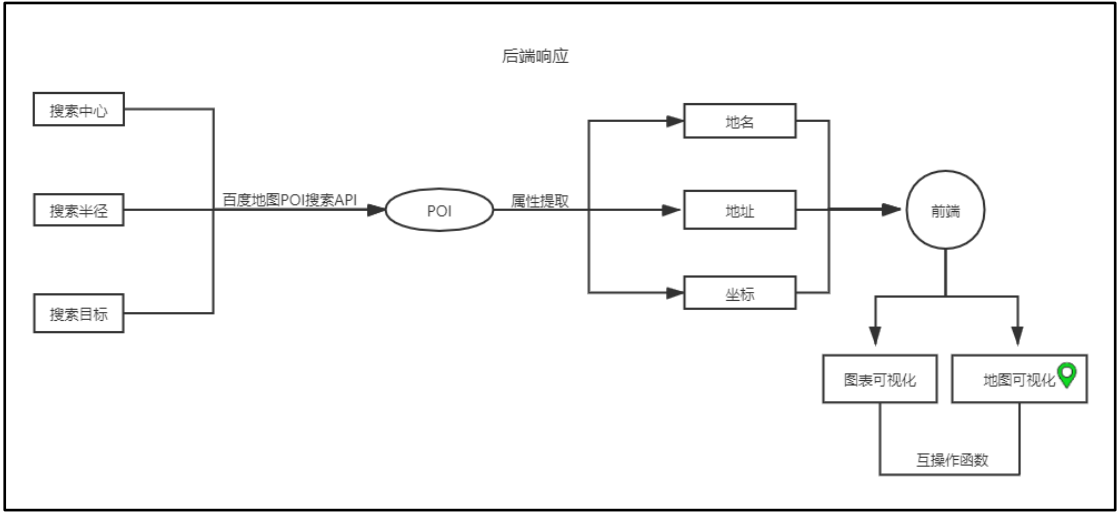 后端响应
搜索中心
搜索半径
搜索目标
百度地图POI搜索API
POI
属性提取
地名
地址
坐标
前端
图表可视化
地图可视化
互操作函数